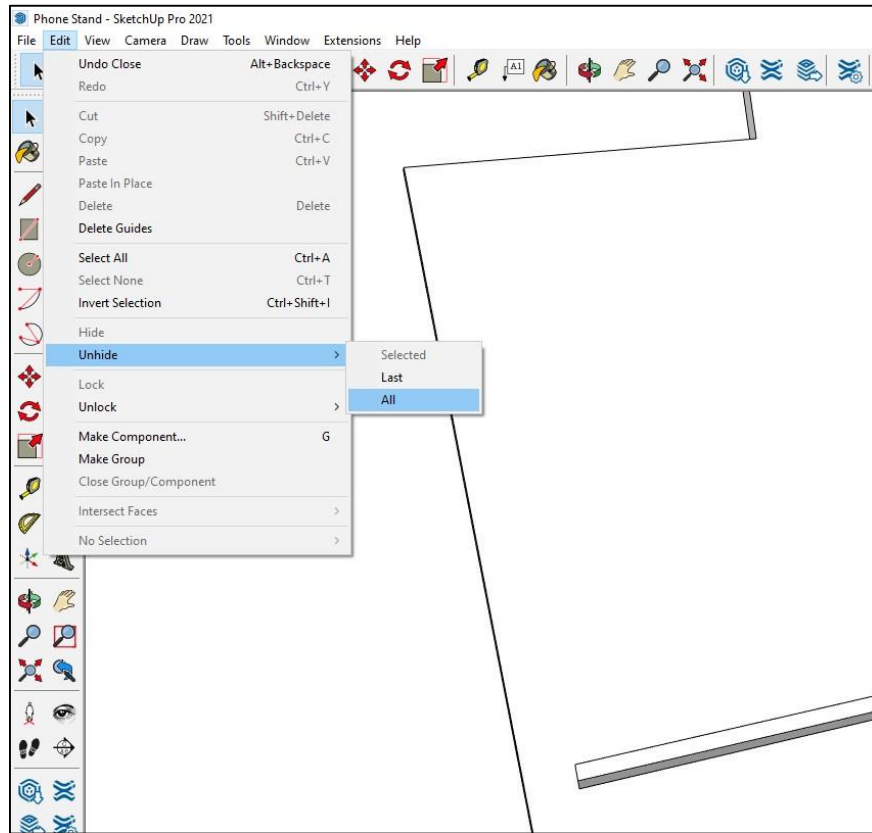 Phone Stand - SketchUp Pro 2021
File Edit View Camera Draw Tools Window Extensions Help
A1
Undo Close Alt+Backspace
Redo Ctrl+Y
Cut Shift+Delete
Copy Ctrl+C
Paste Ctrl+V
Paste In Place
Delete Delete
Delete Guides
Select All Ctrl+A
Select None Ctrl+T
Invert Selection Ctrl+Shift+I
Hide
Unhide > Selected
Last
All
Lock
Unlock >
Make Component... G
Make Group
Close Group/Component
Intersect Faces >
No Selection >